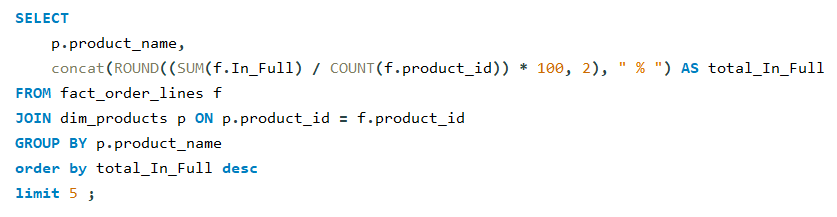 SELECT
    p.product_name,
    concat(ROUND((SUM(f.In_Full) / COUNT(f.product_id)) * 100, 2), " % ") AS total_In_Full
FROM fact_order_lines f
JOIN dim_products p ON p.product_id = f.product_id
GROUP BY p.product_name
order by total_In_Full desc
limit 5 ;